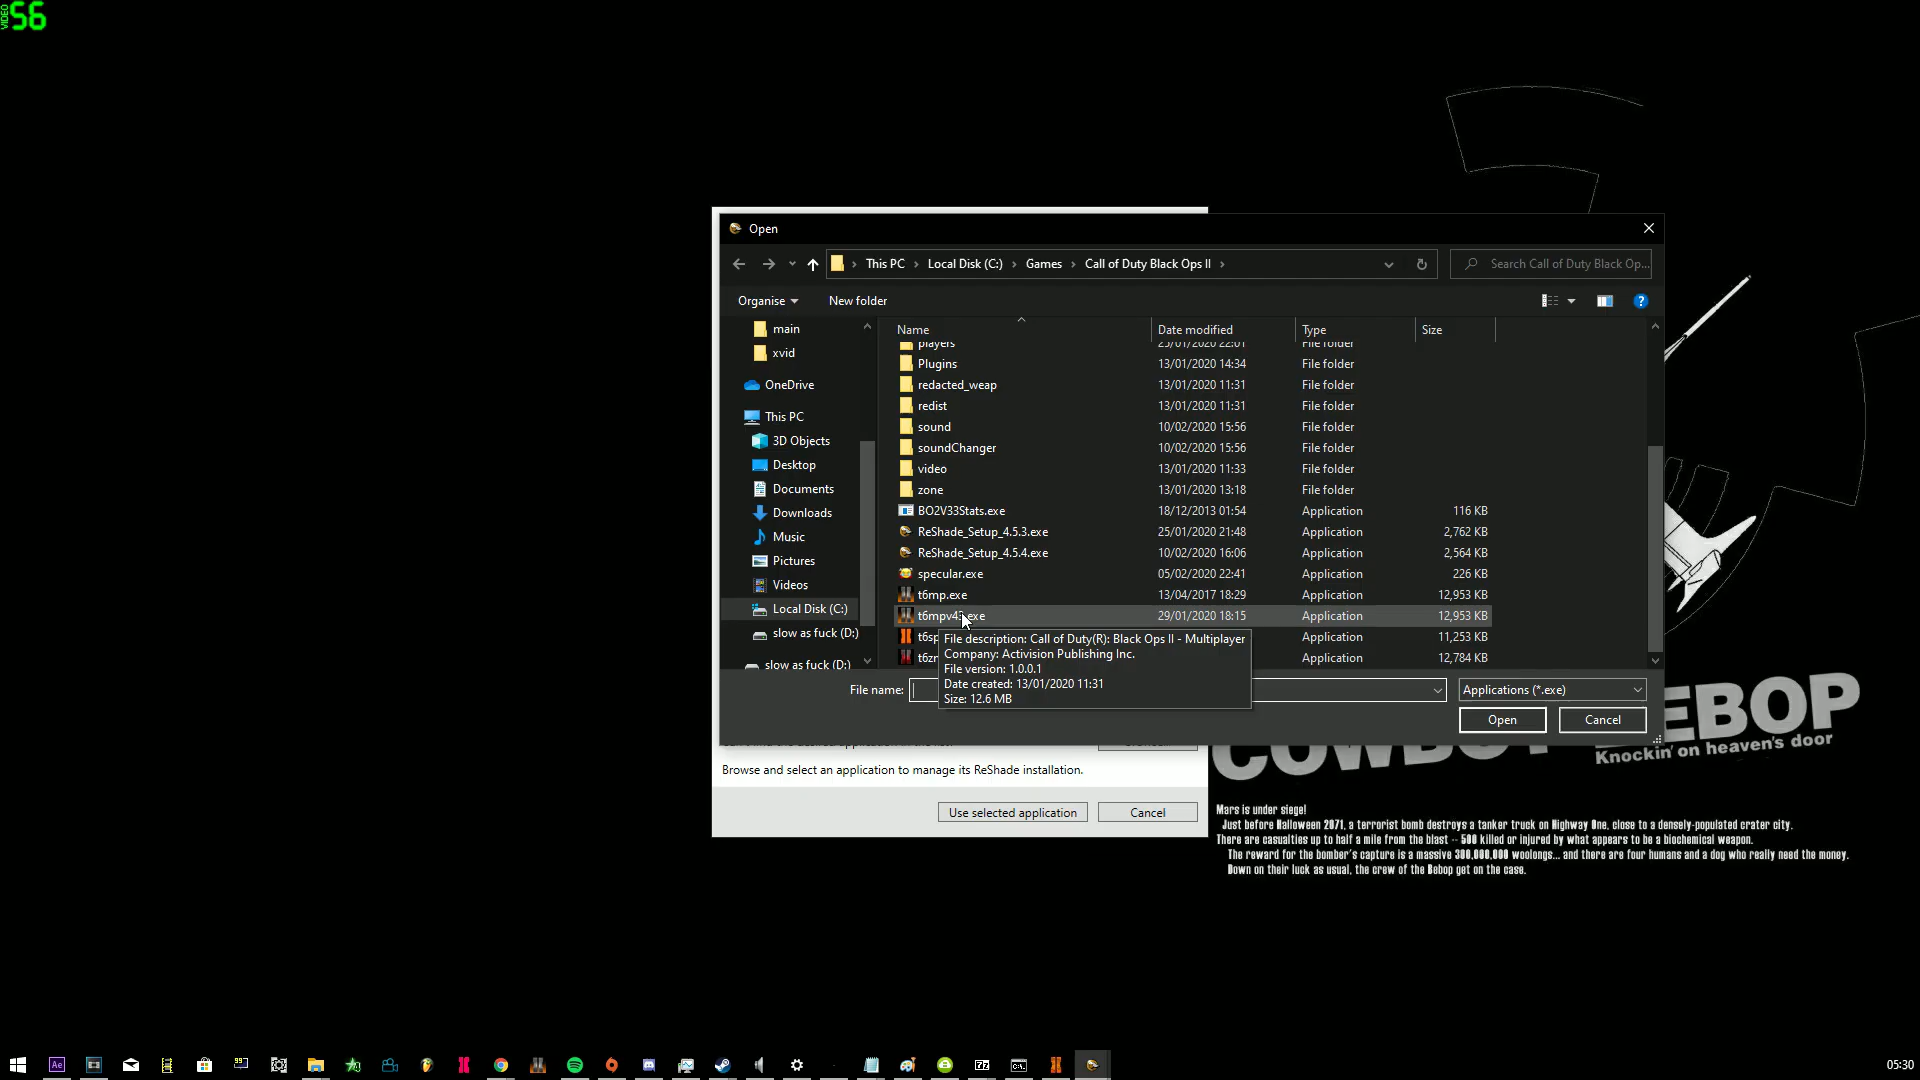 VIDEO 56
Open
This PC
Local Disk (C:)
Games
Call of Duty Black Ops II
Search Call of Duty Black Op...
Organise
New folder
main
xvid
OneDrive
This PC
3D Objects
Desktop
Documents
Downloads
Music
Pictures
Videos
Local Disk (C:)
slow as fuck (D:)
slow as fuck (D:)
Name Date modified Type Size
players 25/01/2020 22:01 File folder
Plugins 13/01/2020 14:34 File folder
redacted_weap 13/01/2020 11:31 File folder
redist 13/01/2020 11:31 File folder
sound 10/02/2020 15:56 File folder
soundChanger 10/02/2020 15:56 File folder
video 13/01/2020 11:33 File folder
zone 13/01/2020 13:18 File folder
BO2V33Stats.exe 18/12/2013 01:54 Application 116 KB
ReShade_Setup_4.5.3.exe 25/01/2020 21:48 Application 2,762 KB
ReShade_Setup_4.5.4.exe 10/02/2020 16:06 Application 2,564 KB
specular.exe 05/02/2020 22:41 Application 226 KB
t6mp.exe 13/04/2017 18:29 Application 12,953 KB
t6mpv43.exe 29/01/2020 18:15 Application 12,953 KB
t6sp Application 11,253 KB
Application 12,784 KB
File description: Call of Duty(R): Black Ops II - Multiplayer
Company: Activision Publishing Inc.
File version: 1.0.0.1
Date created: 13/01/2020 11:31
Size: 12.6 MB
File name:
Applications (*.exe)
Open
Cancel
Browse and select an application to manage its ReShade installation.
Use selected application
Cancel
COWBOY BEBOP
Knockin' on heaven's door
Mars is under siege!
Just before Halloween 2071, a terrorist bomb destroys a tanker truck on Highway One, close to a densely-populated crater city.
There are casualties up to half a mile from the blast -- 500 killed or injured by what appears to be a biochemical weapon.
The reward for the bomber's capture is a massive 300,000,000 woolongs... and there are four humans and a dog who really need the money.
Down on their luck as usual, the crew of the Bebop get on the case.
05:30